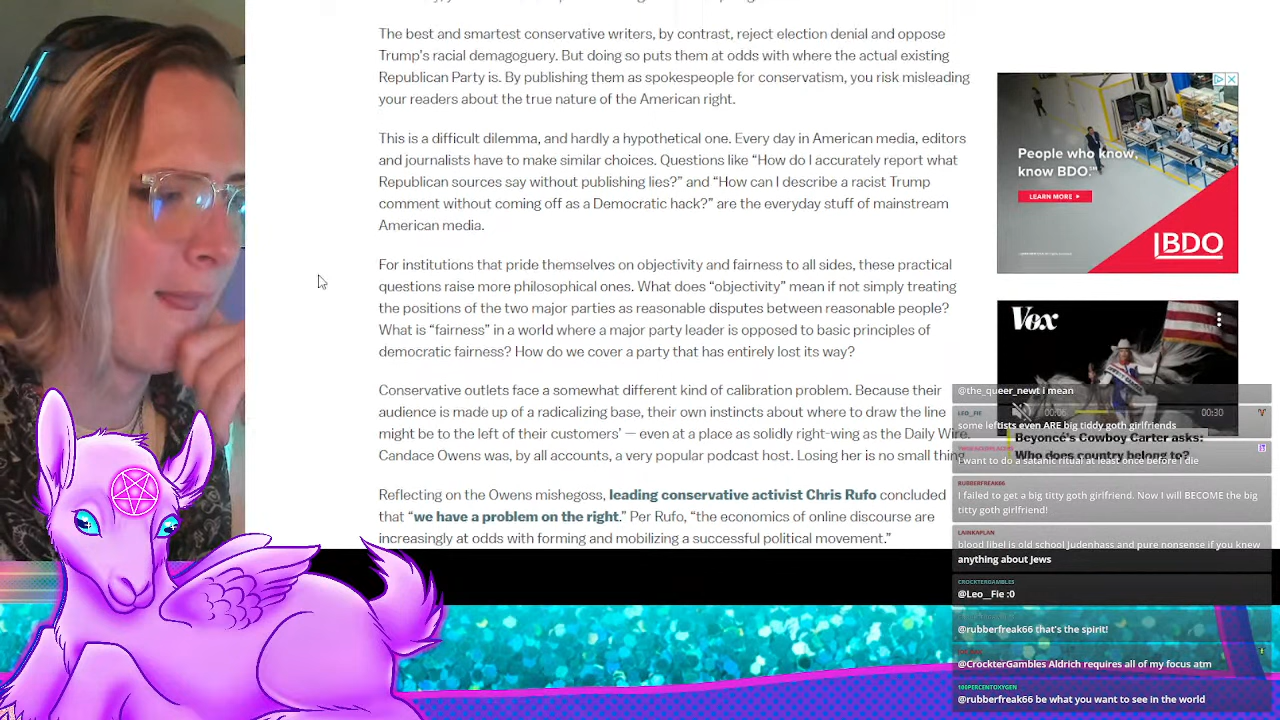 The best and smartest conservative writers, by contrast, reject election denial and oppose
Trump's racial demagoguery. But doing so puts them at odds with where the actual existing
Republican Party is. By publishing them as spokespeople for conservatism, you risk misleading
your readers about the true nature of the American right.
This is a difficult dilemma, and hardly a hypothetical one. Every day in American media, editors
and journalists have to make similar choices. Questions like “How do I accurately report what
Republican sources say without publishing lies?” and “How can I describe a racist Trump
comment without coming off as a Democratic hack?” are the everyday stuff of mainstream
American media.
For institutions that pride themselves on objectivity and fairness to all sides, these practical
questions raise more philosophical ones. What does “objectivity” mean if not simply treating
the positions of the two major parties as reasonable disputes between reasonable people?
What is “fairness” in a world where a major party leader is opposed to basic principles of
democratic fairness? How do we cover a party that has entirely lost its way?
Conservative outlets face a somewhat different kind of calibration problem. Because their
audience is made up of a radicalizing base, their own instincts about where to draw the line
might be to the left of their customers' — even at a place as solidly right-wing as the Daily Wire.
Candace Owens was, by all accounts, a very popular podcast host. Losing her is no small thing.
Reflecting on the Owens mishegoss, leading conservative activist Chris Rufo concluded
that “we have a problem on the right.” Per Rufo, “the economics of online discourse are
increasingly at odds with forming and mobilizing a successful political movement.”
People who know,
know BDO.
LEARN MORE
BDO
Vox
00:06
00:30
Beyoncé's Cowboy Carter asks:
Who does country belong to?
@the_queer_newt i mean
LEO_FIE
some leftists even ARE big tiddy goth girlfriends
I want to do a satanic ritual at least once before I die
RUBBERFREAK66
I failed to get a big titty goth girlfriend. Now I will BECOME the big
titty goth girlfriend!
LAINKAPLAN
blood libel is old school Judenhass and pure nonsense if you knew
anything about Jews
CROCKTERGAMBLES
@Leo__Fie :0
@rubberfreak66 that's the spirit!
@CrockterGambles Aldrich requires all of my focus atm
100PERCENTOXYGEN
@rubberfreak66 be what you want to see in the world